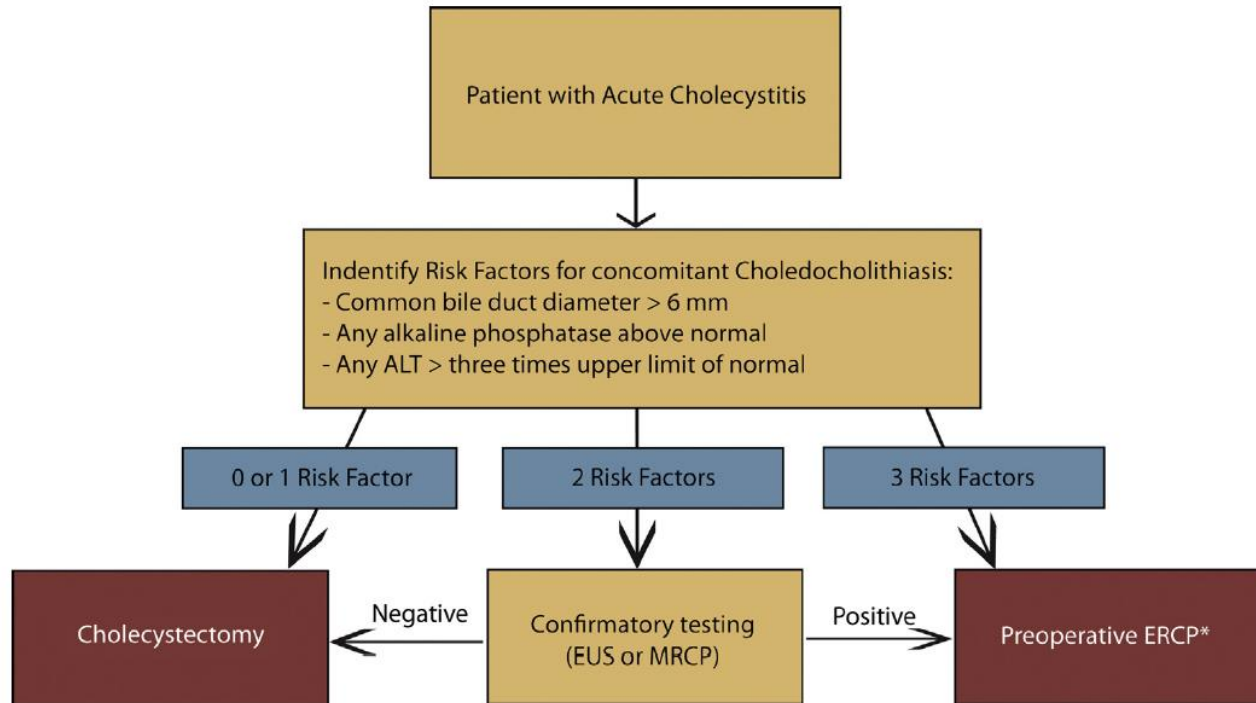 Patient with Acute Cholecystitis
Indentify Risk Factors for concomitant Choledocholithiasis:
- Common bile duct diameter > 6 mm
- Any alkaline phosphatase above normal
- Any ALT > three times upper limit of normal
0 or 1 Risk Factor
2 Risk Factors
3 Risk Factors
Cholecystectomy
Negative
Confirmatory testing
(EUS or MRCP)
Positive
Preoperative ERCP*